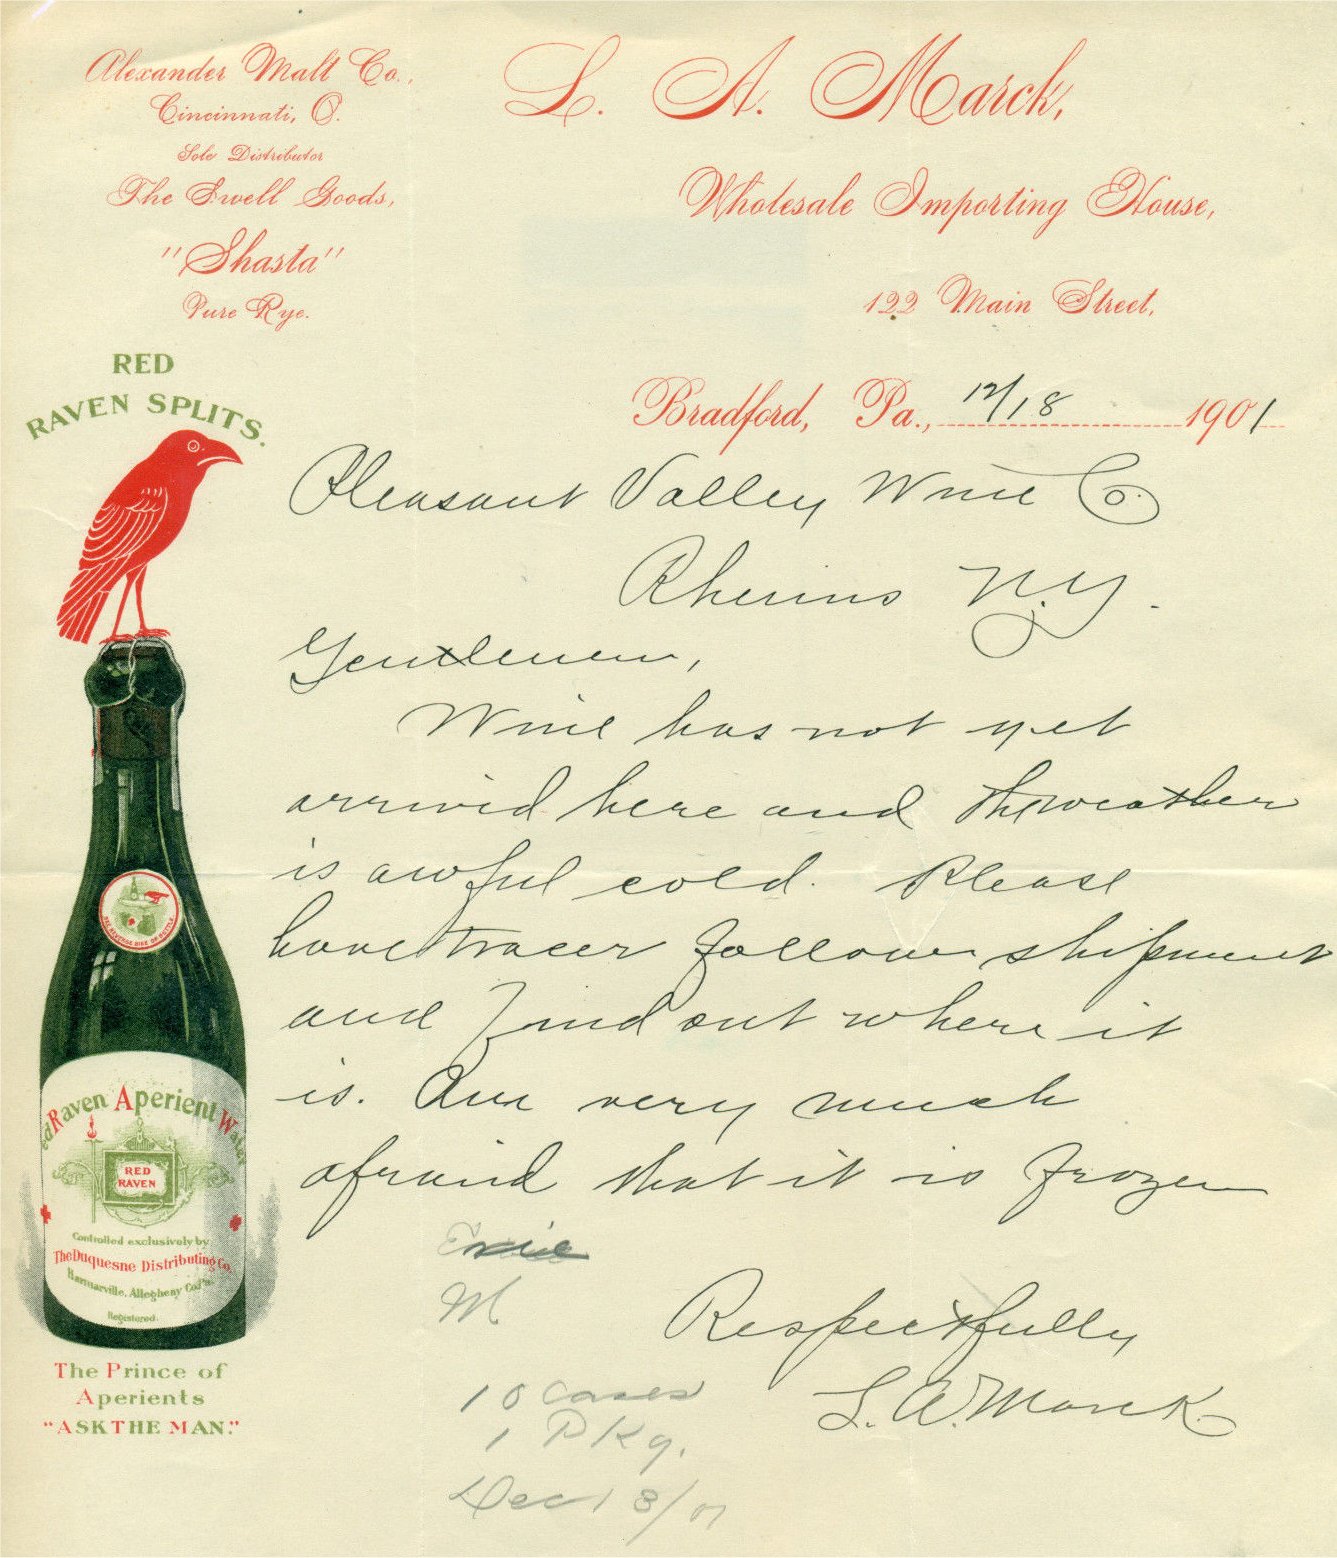 Alexander Malt Co.,
Cincinnati, O.
Sole Distributor
The Swell Goods,
"Shasta"
Pure Rye.
L. A. Marck,
Wholesale Importing House,
122 Main Street,
Bradford, Pa., 12/18 1901
RED
RAVEN SPLITS.
Pleasant Valley Wine Co.
Rheims N.Y.
Gentlemen,
Wine has not yet
arrived here and the weather
is awful cold. Please
have tracer follow shipment
and find out where it
is. Am very much
afraid that it is frozen
Erie
M
Respectfully
L. A. Marck
10 Cases
1 Pkg.
Dec 13/01
Red Raven Aperient Water
RED
RAVEN
Controlled exclusively by
The Duquesne Distributing Co.
Harmarville, Allegheny Co. Pa.
Registered.
The Prince of
Aperients
"ASK THE MAN."